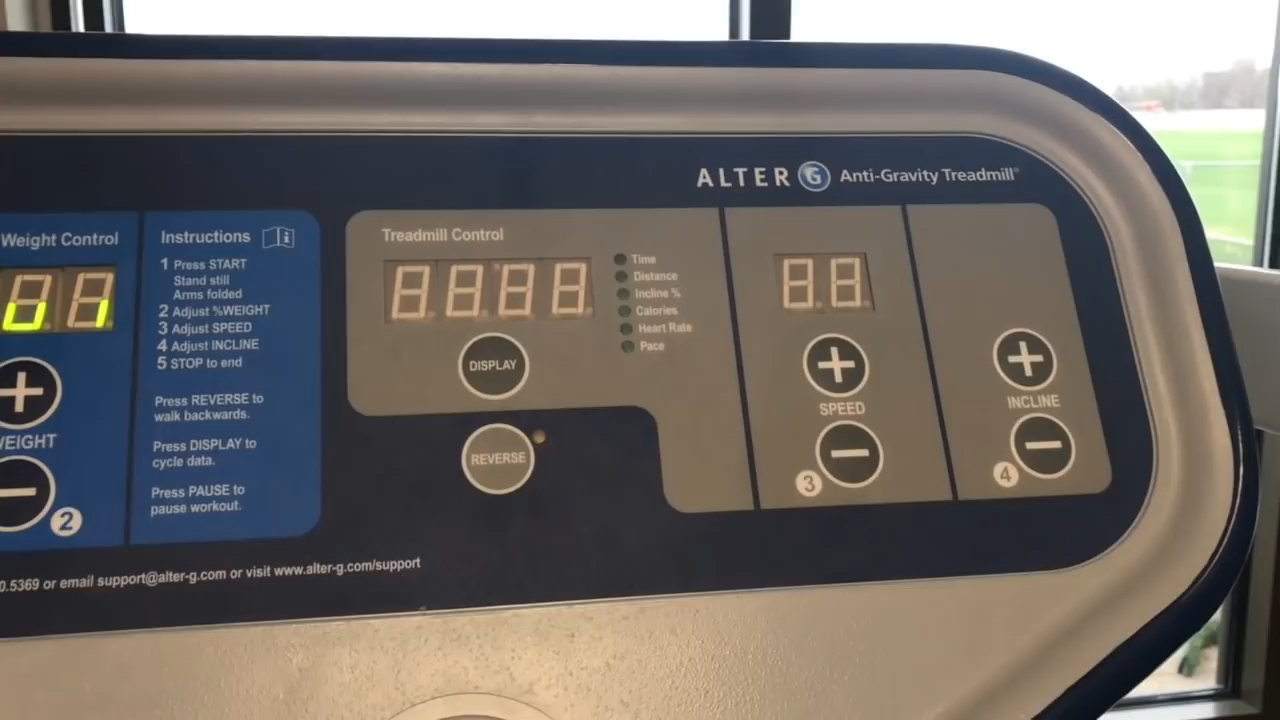 ALTER G Anti-Gravity Treadmill®
Weight Control
WEIGHT
2
Instructions
1 Press START
Stand still
Arms folded
2 Adjust %WEIGHT
3 Adjust SPEED
4 Adjust INCLINE
5 STOP to end
Press REVERSE to
walk backwards.
Press DISPLAY to
cycle data.
Press PAUSE to
pause workout.
Treadmill Control
Time
Distance
Incline %
Calories
Heart Rate
Pace
DISPLAY
REVERSE
SPEED
3
INCLINE
4
0.5369 or email support@alter-g.com or visit www.alter-g.com/support